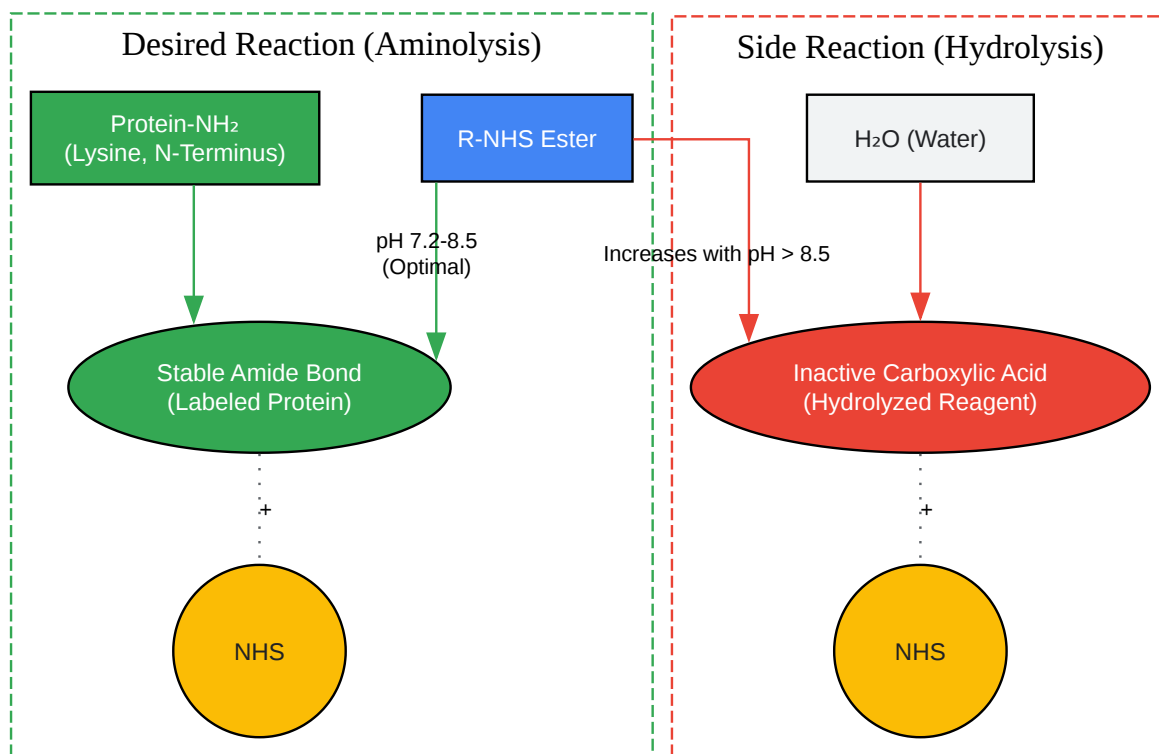 Desired Reaction (Aminolysis)
Side Reaction (Hydrolysis)
Protein-NH₂
(Lysine, N-Terminus)
R-NHS Ester
H₂O (Water)
pH 7.2-8.5
(Optimal)
Increases with pH > 8.5
Stable Amide Bond
(Labeled Protein)
Inactive Carboxylic Acid
(Hydrolyzed Reagent)
+
+
NHS
NHS